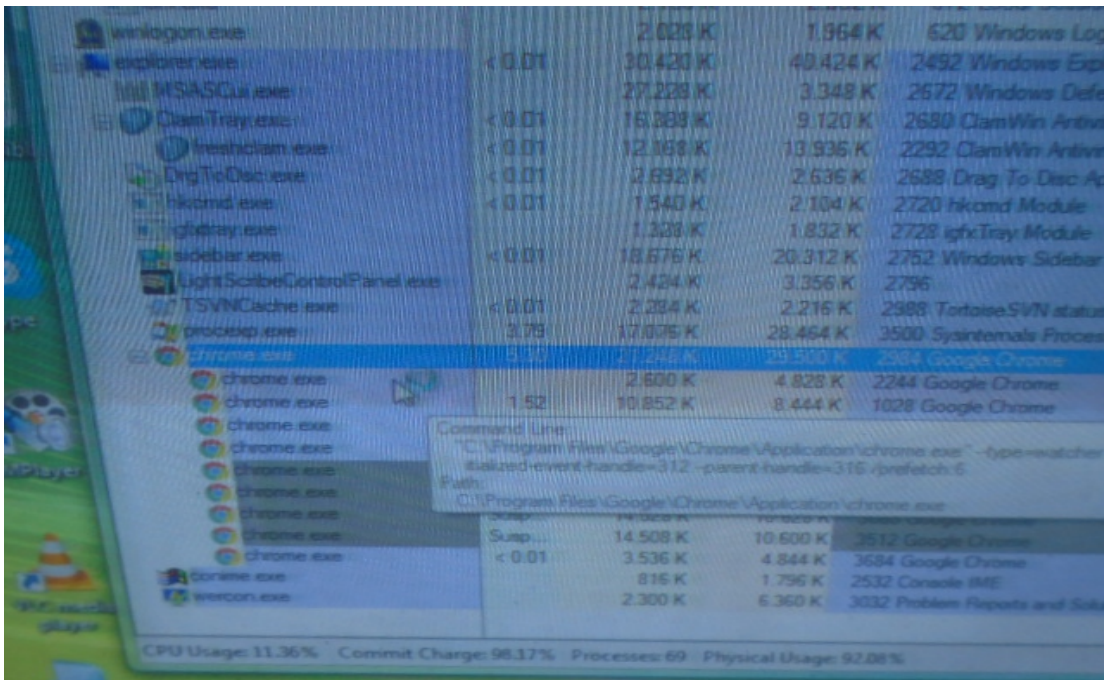 winlogon.exe 2.028 K 1.964 K 620 Windows Log
explorer.exe < 0.01 30.420 K 40.424 K 2492 Windows Exp
MSASCui.exe 27.228 K 3.348 K 2672 Windows Defe
ClamTray.exe < 0.01 16.388 K 9.120 K 2680 ClamWin Antivir
freshclam.exe < 0.01 12.168 K 13.936 K 2292 ClamWin Antivir
DrgToDsc.exe < 0.01 2.692 K 2.636 K 2688 Drag To Disc Ap
hkcmd.exe < 0.01 1.540 K 2.104 K 2720 hkcmd Module
igfxtray.exe 1.328 K 1.832 K 2728 igfxTray Module
sidebar.exe < 0.01 18.676 K 20.312 K 2752 Windows Sidebar
LightScribeControlPanel.exe 2.424 K 3.356 K 2796
TSVNCache.exe < 0.01 2.284 K 2.216 K 2988 TortoiseSVN status
procexp.exe 3.79 17.076 K 28.464 K 3500 Sysinternals Proces
chrome.exe 29.500 K 2984 Google Chrome
chrome.exe 2.600 K 4.828 K 2244 Google Chrome
chrome.exe 1.52 10.852 K 8.444 K 1028 Google Chrome
chrome.exe
chrome.exe
chrome.exe
chrome.exe
chrome.exe
Command Line:
"C:\Program Files\Google\Chrome\Application\chrome.exe" --type=watcher
itialized-event-handle=312 --parent-handle=316 /prefetch:6
Path:
C:\Program Files\Google\Chrome\Application\chrome.exe
chrome.exe Susp... 14.508 K 10.600 K 3512 Google Chrome
chrome.exe < 0.01 3.536 K 4.844 K 3684 Google Chrome
conime.exe 816 K 1.796 K 2532 Console IME
wercon.exe 2.300 K 6.360 K 3032 Problem Reports and Solu
CPU Usage: 11.36% Commit Charge: 98.17% Processes: 69 Physical Usage: 92.08%